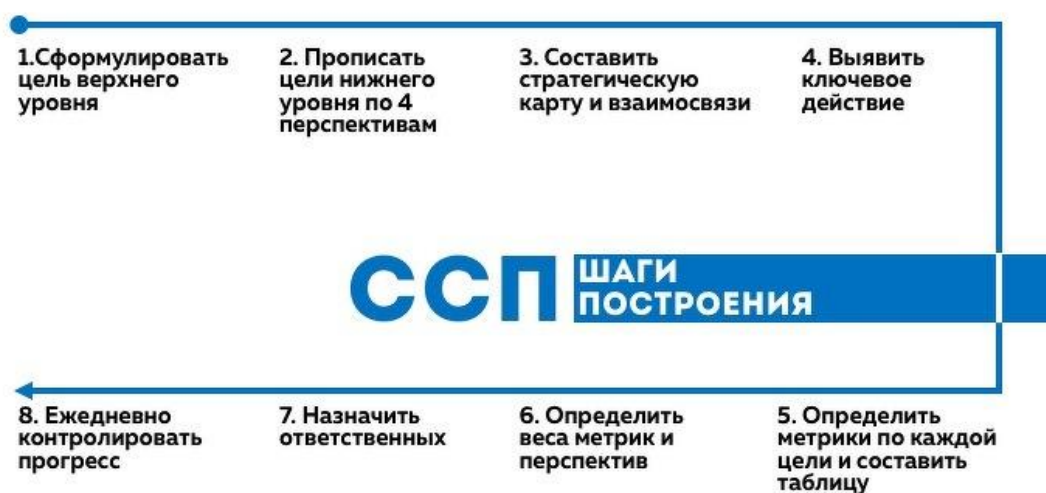 1.Сформулировать
цель верхнего
уровня
2. Прописать
цели нижнего
уровня по 4
перспективам
3. Составить
стратегическую
карту и взаимосвязи
4. Выявить
ключевое
действие
ССП
ШАГИ
ПОСТРОЕНИЯ
5. Определить
метрики по каждой
цели и составить
таблицу
6. Определить
веса метрик и
перспектив
7. Назначить
ответственных
8. Ежедневно
контролировать
прогресс